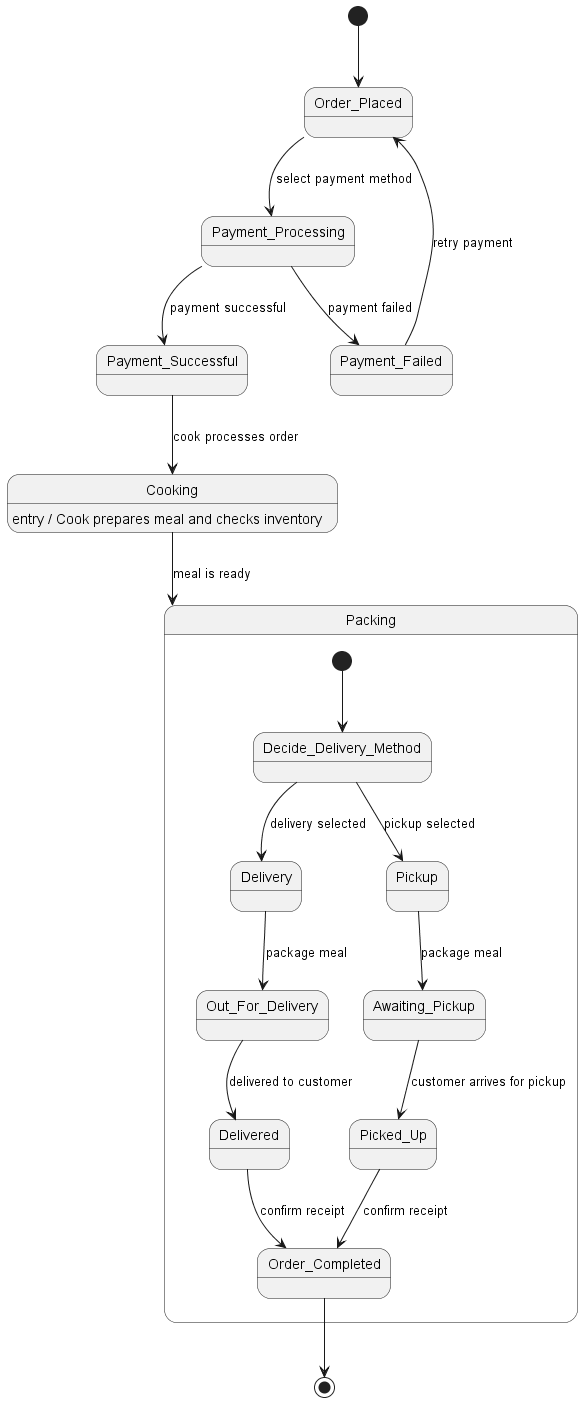 Order_Placed
select payment method
Payment_Processing
retry payment
payment successful
payment failed
Payment_Successful
Payment_Failed
cook processes order
Cooking
entry / Cook prepares meal and checks inventory
meal is ready
Packing
Decide_Delivery_Method
delivery selected
pickup selected
Delivery
Pickup
package meal
package meal
Out_For_Delivery
Awaiting_Pickup
delivered to customer
customer arrives for pickup
Delivered
Picked_Up
confirm receipt
confirm receipt
Order_Completed